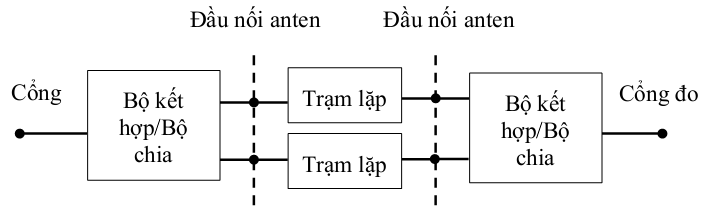 Đầu nối anten
Đầu nối anten
Cổng
Bộ kết
hợp/Bộ
chia
Trạm lặp
Trạm lặp
Bộ kết
hợp/Bộ
chia
Cổng đo